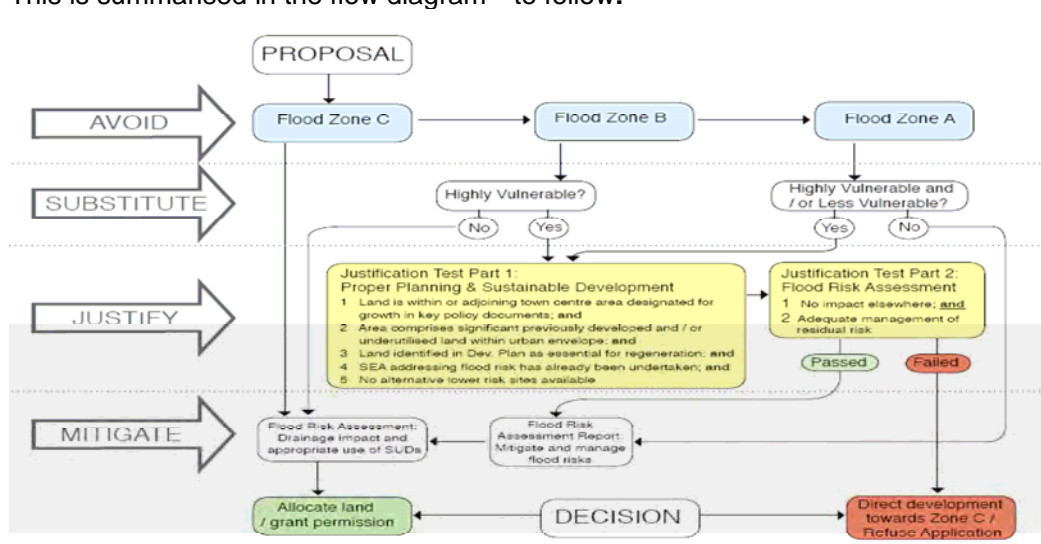 This is summarised in the flow diagram to follow.
PROPOSAL
AVOID
Flood Zone C
Flood Zone B
Flood Zone A
SUBSTITUTE
Highly Vulnerable?
No
Yes
Highly Vulnerable and
/ or Less Vulnerable?
Yes
No
JUSTIFY
Justification Test Part 1:
Proper Planning & Sustainable Development
1 Land is within or adjoining town centre area designated for
growth in key policy documents; and
2 Area comprises significant previously developed and / or
underutilised land within urban envelope; and
3 Land identified in Dev. Plan as essential for regeneration; and
4 SEA addressing flood risk has already been undertaken; and
5 No alternative lower risk sites available
Justification Test Part 2:
Flood Risk Assessment
1 No impact elsewhere; and
2 Adequate management of
residual risk
Passed
Failed
MITIGATE
Flood Risk Assessment:
Drainage impact and
appropriate use of SUDs
Flood Risk
Assessment Report:
Mitigate and manage
flood risks
Allocate land
/ grant permission
DECISION
Direct development
towards Zone C /
Refuse Application